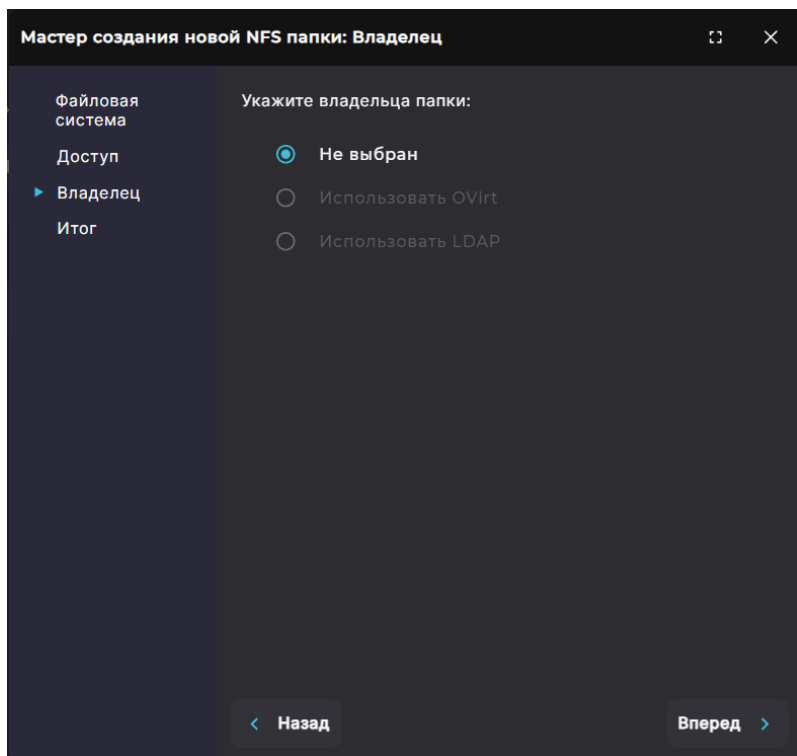 Мастер создания новой NFS папки: Владелец
Файловая
система
Доступ
Владелец
Итог
Укажите владельца папки:
Не выбран
Использовать OVirt
Использовать LDAP
Назад
Вперед